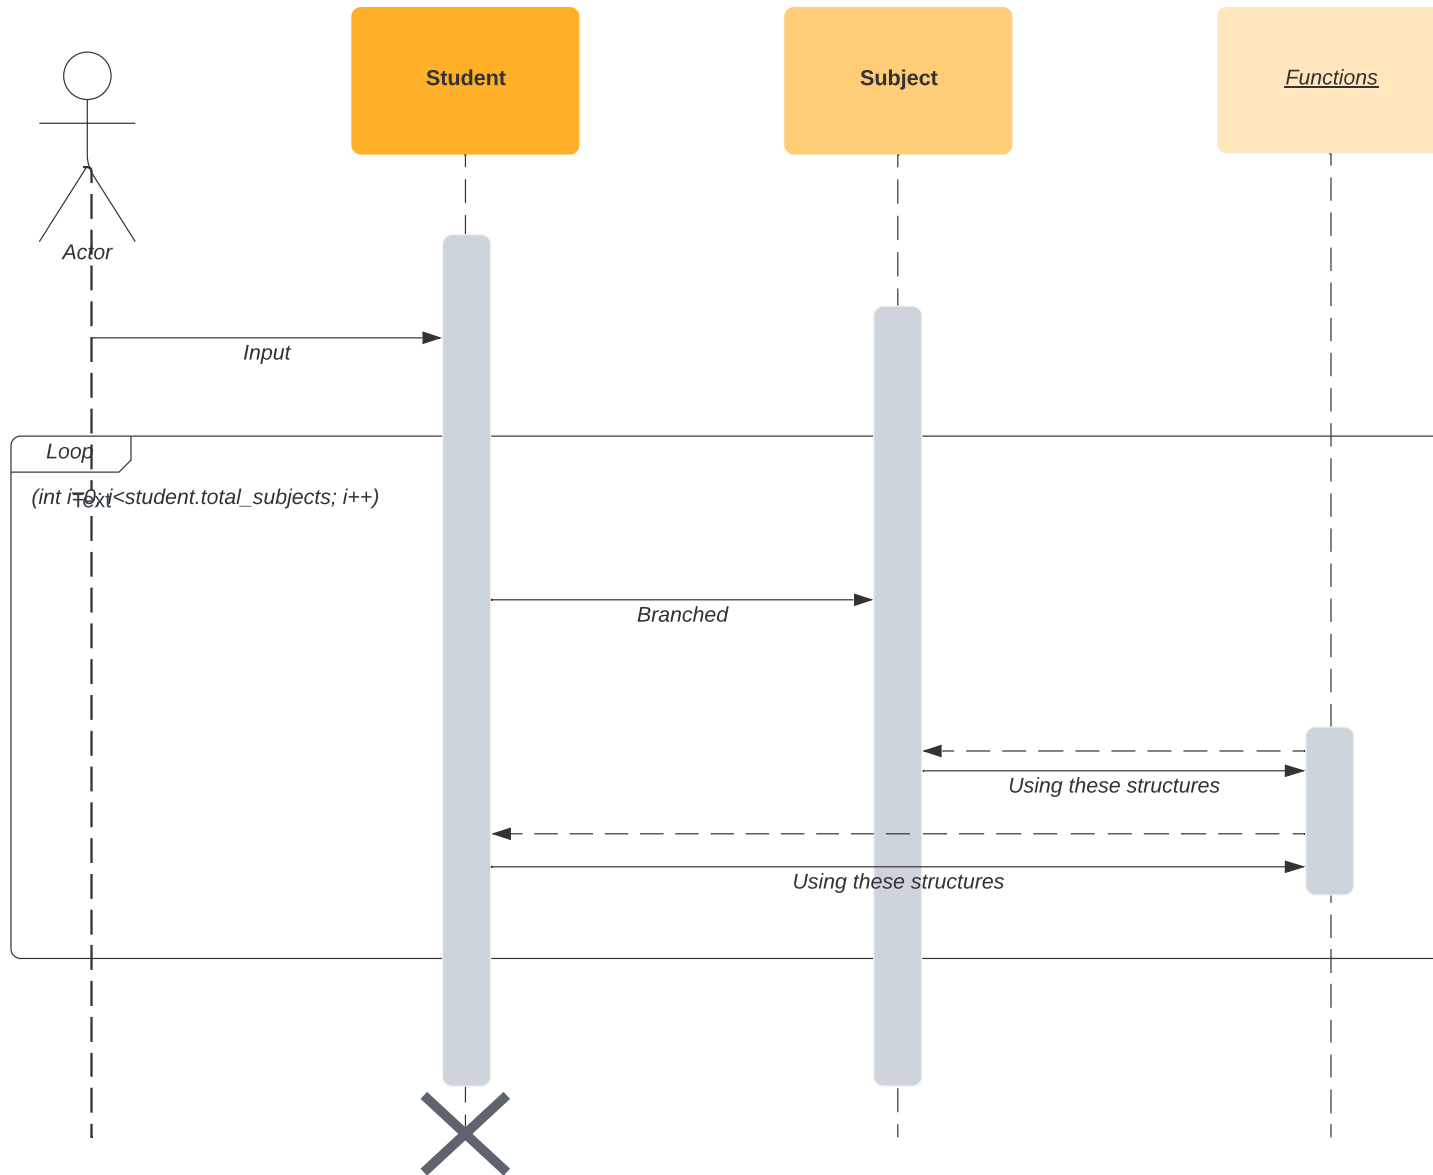 Student
Subject
Functions
Actor
Input
Loop
(int i=0; i<student.total_subjects; i++)
Text
Branched
Using these structures
Using these structures